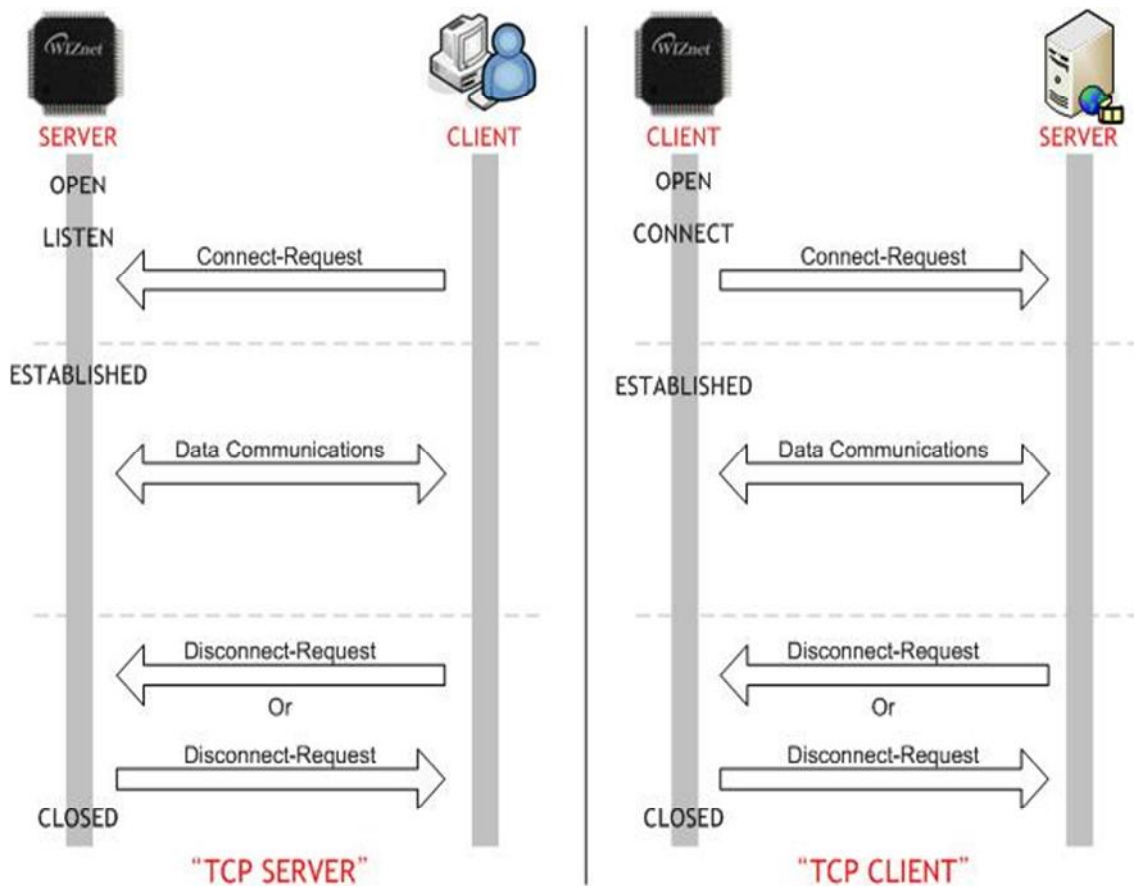 WIZnet
SERVER
CLIENT
OPEN
LISTEN
Connect-Request
ESTABLISHED
Data Communications
Disconnect-Request
Or
Disconnect-Request
CLOSED
“TCP SERVER”
WIZnet
CLIENT
SERVER
OPEN
CONNECT
Connect-Request
ESTABLISHED
Data Communications
Disconnect-Request
Or
Disconnect-Request
CLOSED
“TCP CLIENT”